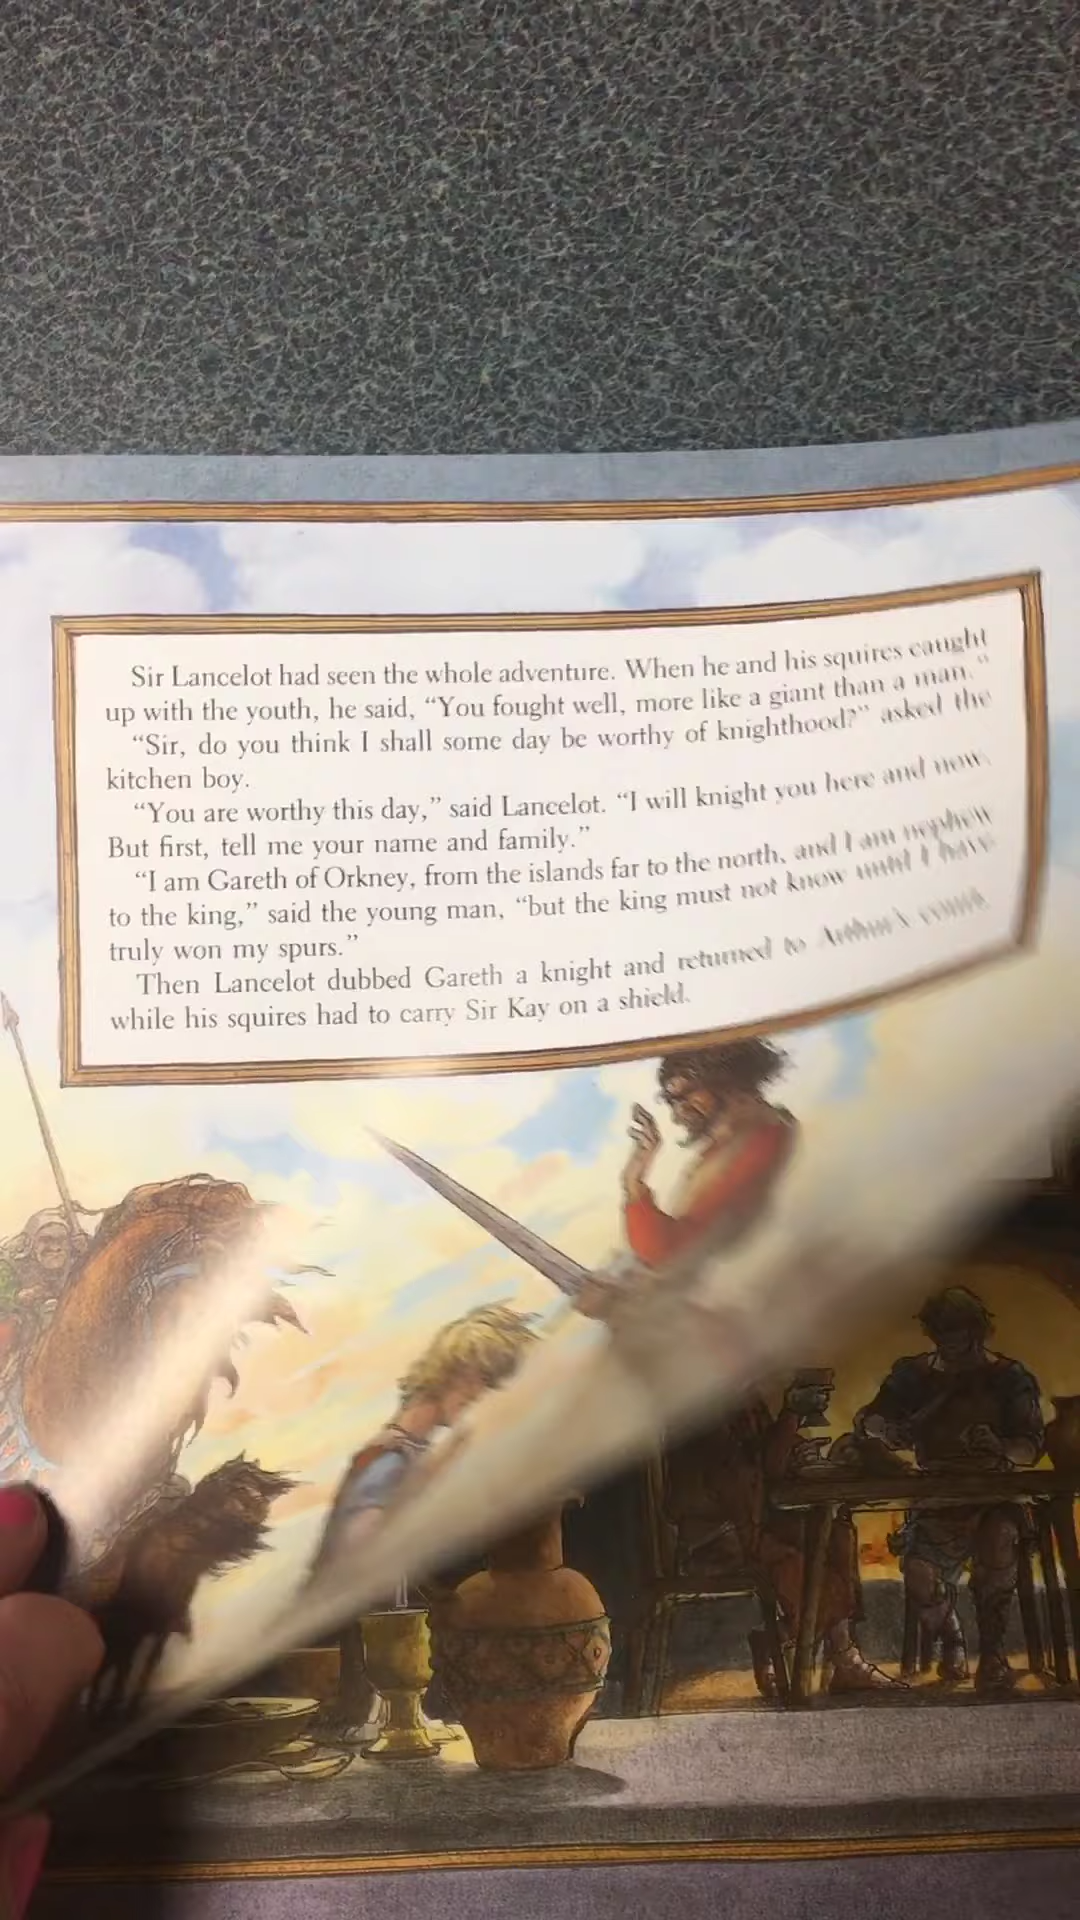 Sir Lancelot had seen the whole adventure. When he and his squires caught
up with the youth, he said, “You fought well, more like a giant than a man.”
“Sir, do you think I shall some day be worthy of knighthood?” asked the
kitchen boy.
“You are worthy this day,” said Lancelot. “I will knight you here and now.
But first, tell me your name and family.”
“I am Gareth of Orkney, from the islands far to the north, and I am nephew
to the king,” said the young man, “but the king must not know until I have
truly won my spurs.”
Then Lancelot dubbed Gareth a knight and returned to Arthur's court,
while his squires had to carry Sir Kay on a shield.